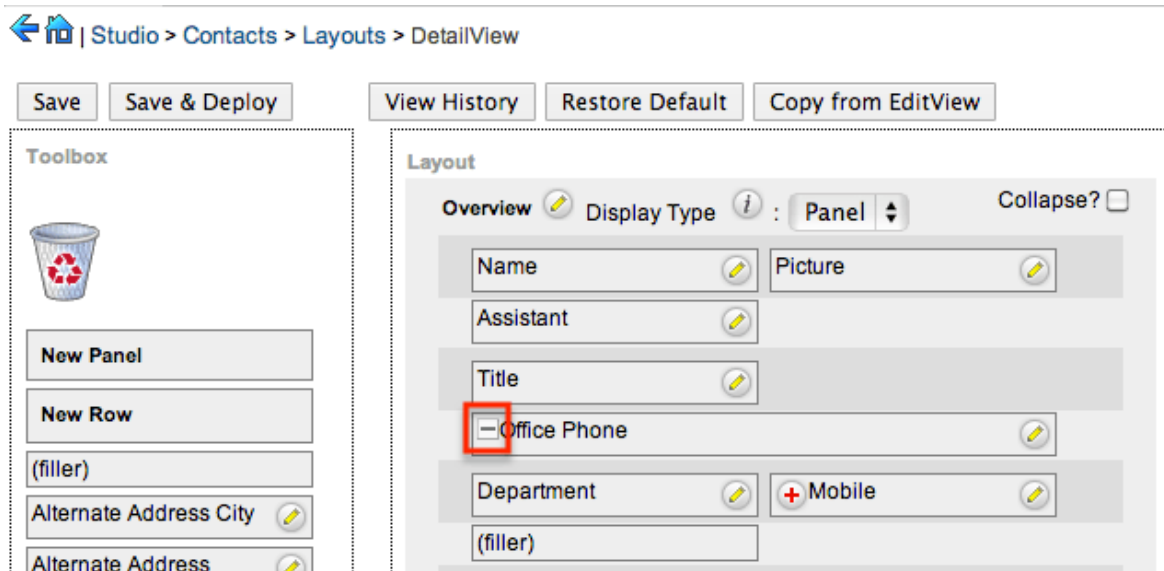 | Studio > Contacts > Layouts > DetailView
Save Save & Deploy View History Restore Default Copy from EditView
Toolbox
New Panel
New Row
(filler)
Alternate Address City
Alternate Address
Layout
Overview Display Type i : Panel Collapse?
Name Picture
Assistant
Title
Office Phone
Department Mobile
(filler)